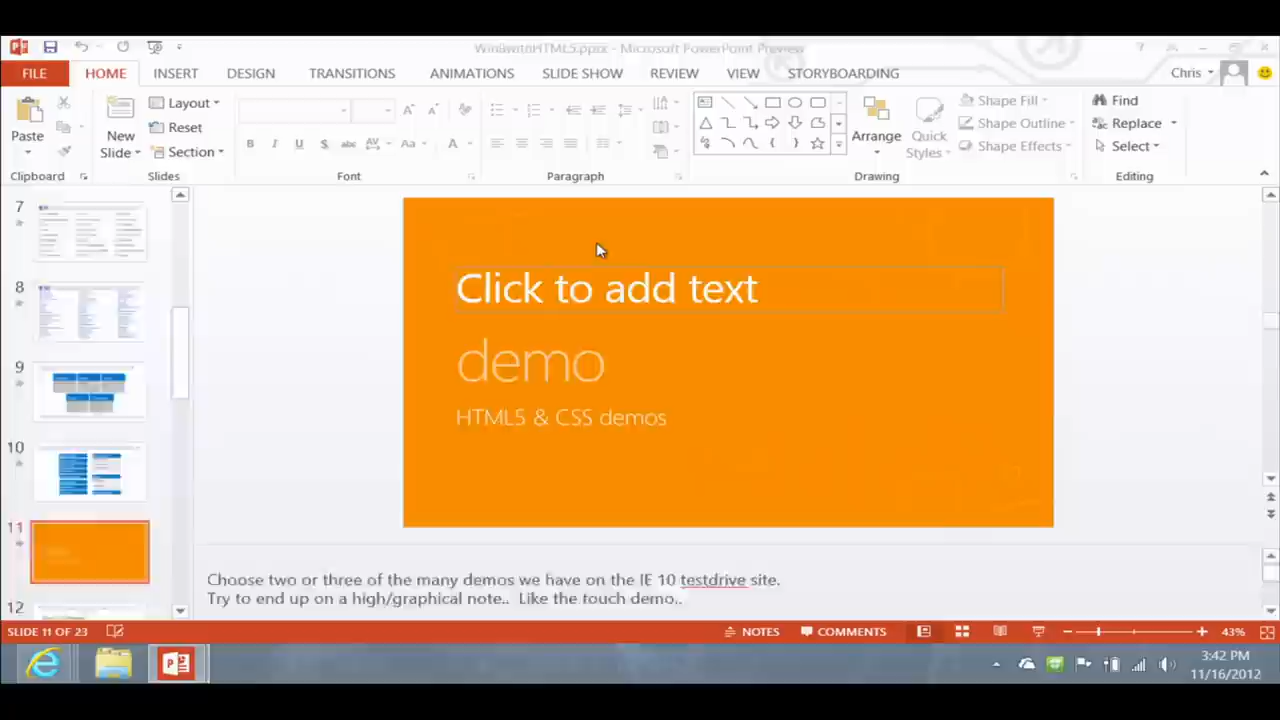 Win8withHTML5.pptx - Microsoft PowerPoint Preview
FILE HOME INSERT DESIGN TRANSITIONS ANIMATIONS SLIDE SHOW REVIEW VIEW STORYBOARDING Chris
Paste
Clipboard
New
Slide
Layout
Reset
Section
Slides
Font
Paragraph
Arrange
Quick
Styles
Shape Fill
Shape Outline
Shape Effects
Drawing
Find
Replace
Select
Editing
7
8
9
10
11
12
Click to add text
demo
HTML5 & CSS demos
Choose two or three of the many demos we have on the IE 10 testdrive site.
Try to end up on a high/graphical note.. Like the touch demo..
SLIDE 11 OF 23 NOTES COMMENTS 43%
3:42 PM
11/16/2012